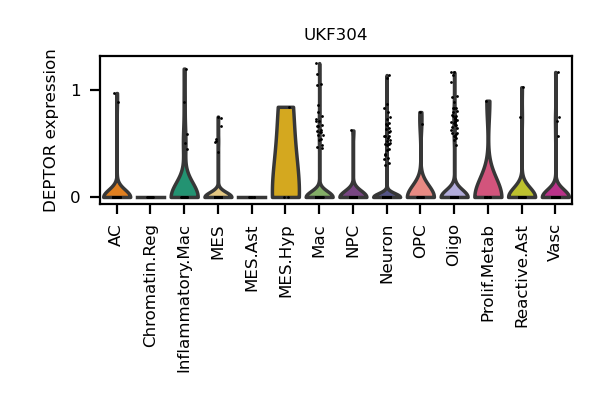 UKF304
DEPTOR expression
1
0
AC
Chromatin.Reg
Inflammatory.Mac
MES
MES.Ast
MES.Hyp
Mac
NPC
Neuron
OPC
Oligo
Prolif.Metab
Reactive.Ast
Vasc